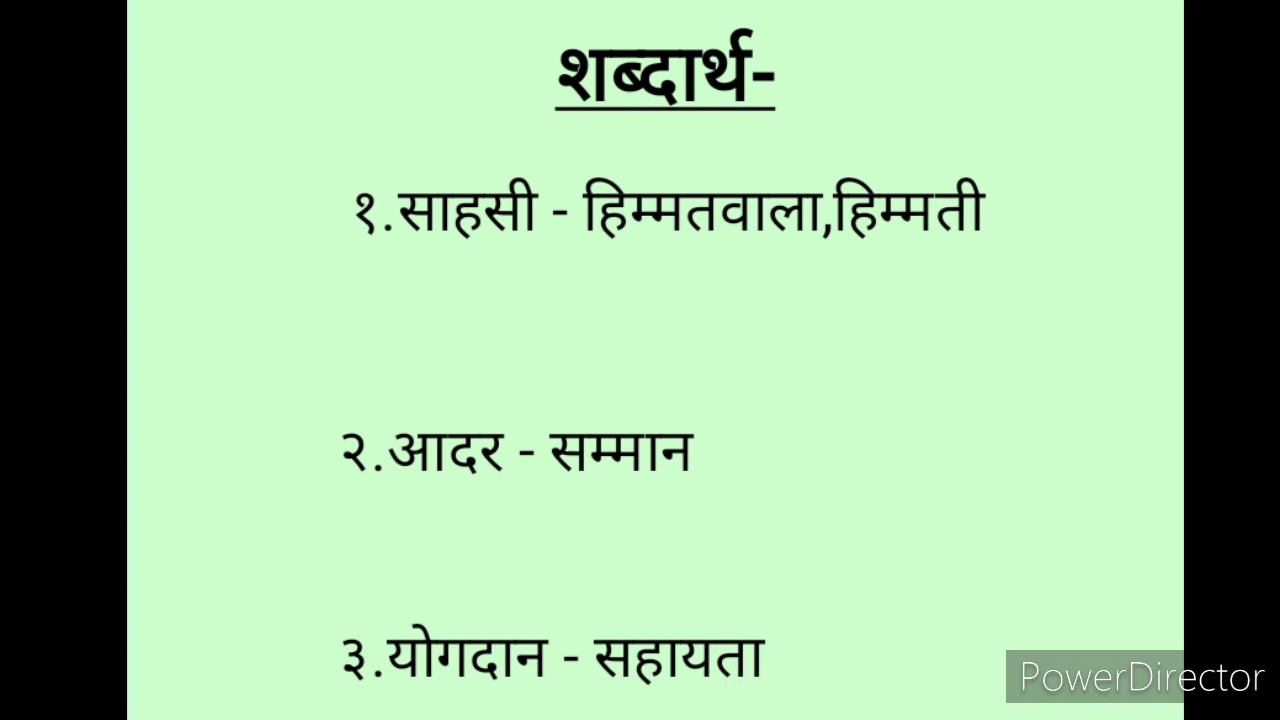 शब्दार्थ-
१.साहसी - हिम्मतवाला,हिम्मती
२.आदर - सम्मान
३.योगदान - सहायता
PowerDirector